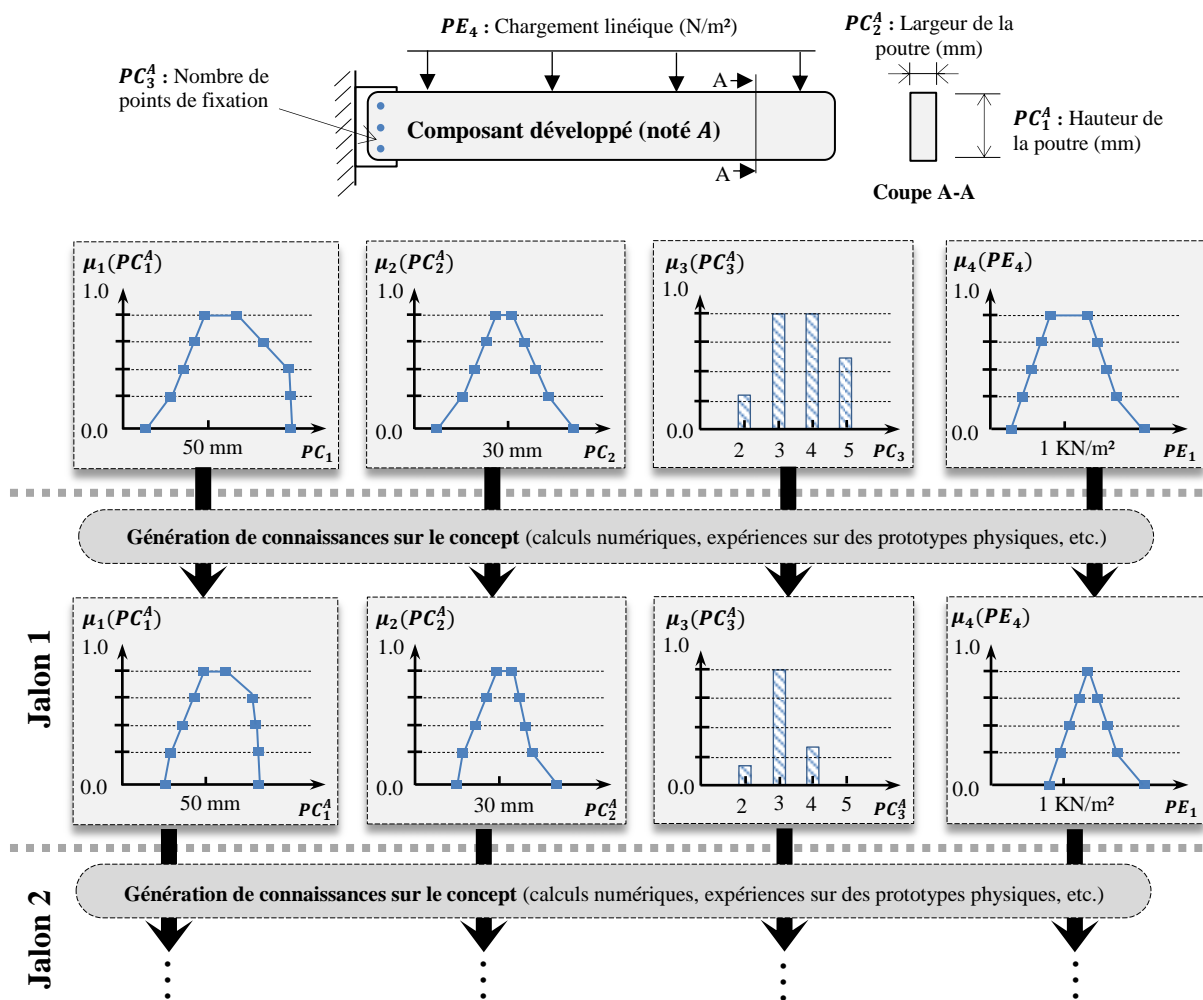 PE₄ : Chargement linéique (N/m²)
PC₂ᴬ : Largeur de la
poutre (mm)
PC₃ᴬ : Nombre de
points de fixation
A
Composant développé (noté A)
A
PC₁ᴬ : Hauteur de
la poutre (mm)
Coupe A-A
μ₁(PC₁ᴬ)
1.0
0.0
50 mm
PC₁
μ₂(PC₂ᴬ)
1.0
0.0
30 mm
PC₂
μ₃(PC₃ᴬ)
1.0
0.0
2 3 4 5
PC₃
μ₄(PE₄)
1.0
0.0
1 KN/m²
PE₁
Génération de connaissances sur le concept (calculs numériques, expériences sur des prototypes physiques, etc.)
Jalon 1
μ₁(PC₁ᴬ)
1.0
0.0
50 mm
PC₁ᴬ
μ₂(PC₂ᴬ)
1.0
0.0
30 mm
PC₂ᴬ
μ₃(PC₃ᴬ)
1.0
0.0
2 3 4 5
PC₃ᴬ
μ₄(PE₄)
1.0
0.0
1 KN/m²
PE₁
Jalon 2
Génération de connaissances sur le concept (calculs numériques, expériences sur des prototypes physiques, etc.)